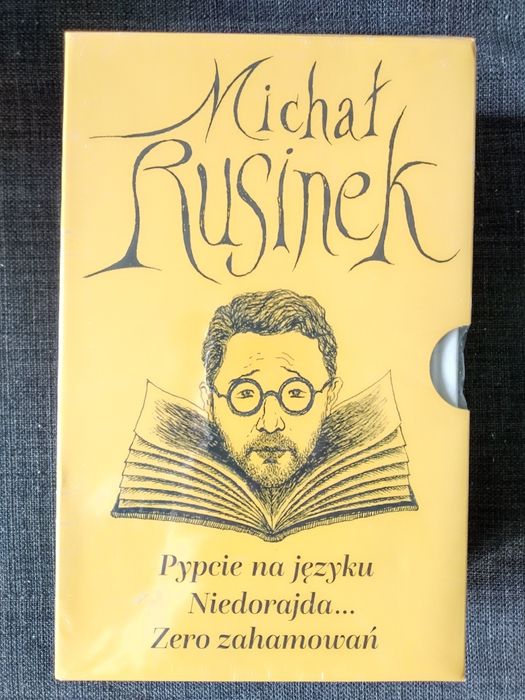 Michał
Rusinek
Pypcie na języku
Niedorajda...
Zero zahamowań